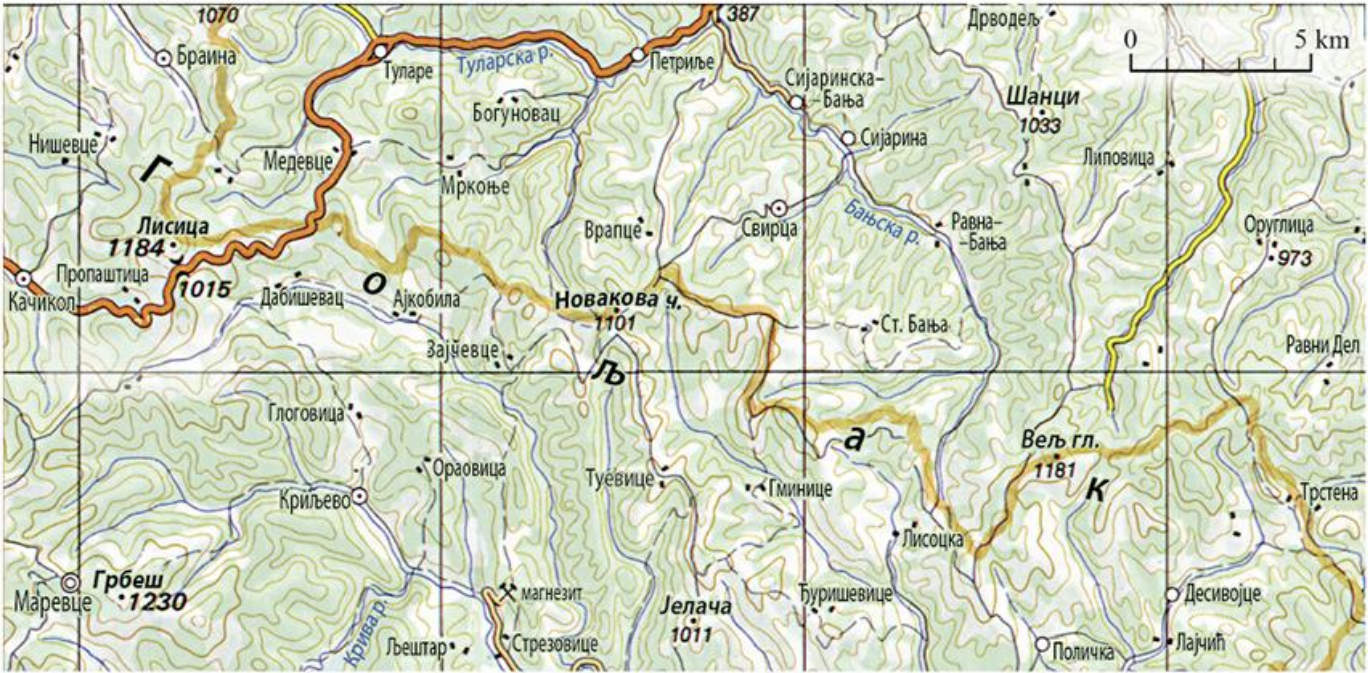 1070
387
Дрводељ
0
5 km
Браина
Туларе
Туларска р.
Петриље
Сијаринска-
-Бања
Шанци
1033
Богуновац
Нишевце
Медевце
Сијарина
Липовица
Г
Мркоње
Лисица
1184
Врапце
Свирца
Бањска р.
Равна-
-Бања
Оруглица
973
Пропаштица
1015
Качикол
Дабишевац
О
Ајкобила
Новакова ч.
1101
Ст. Бања
Зајчевце
Љ
Равни Дел
Глоговица
а
Вељ гл.
1181
Ораовица
Туевице
Гминице
К
Трстена
Криљево
Лисоцка
Маревце
Грбеш
1230
магнезит
Јелача
1011
Ђуришевице
Десивојце
Крива р.
Љештар
Стрезовице
Поличка
Лајчић